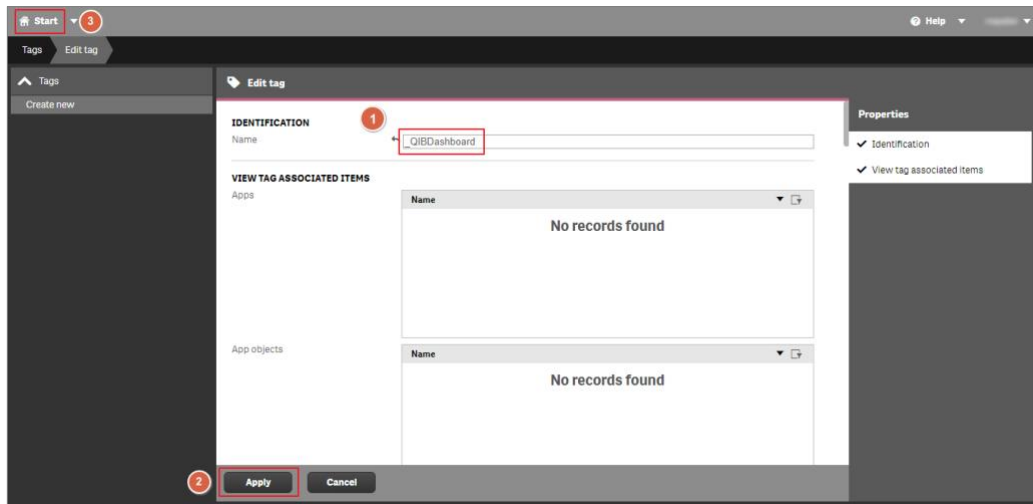 Start
3
Help
Tags
Edit tag
Tags
Create new
Edit tag
IDENTIFICATION
1
Name
_QIBDashboard
VIEW TAG ASSOCIATED ITEMS
Apps
Name
No records found
App objects
Name
No records found
2
Apply
Cancel
Properties
Identification
View tag associated items